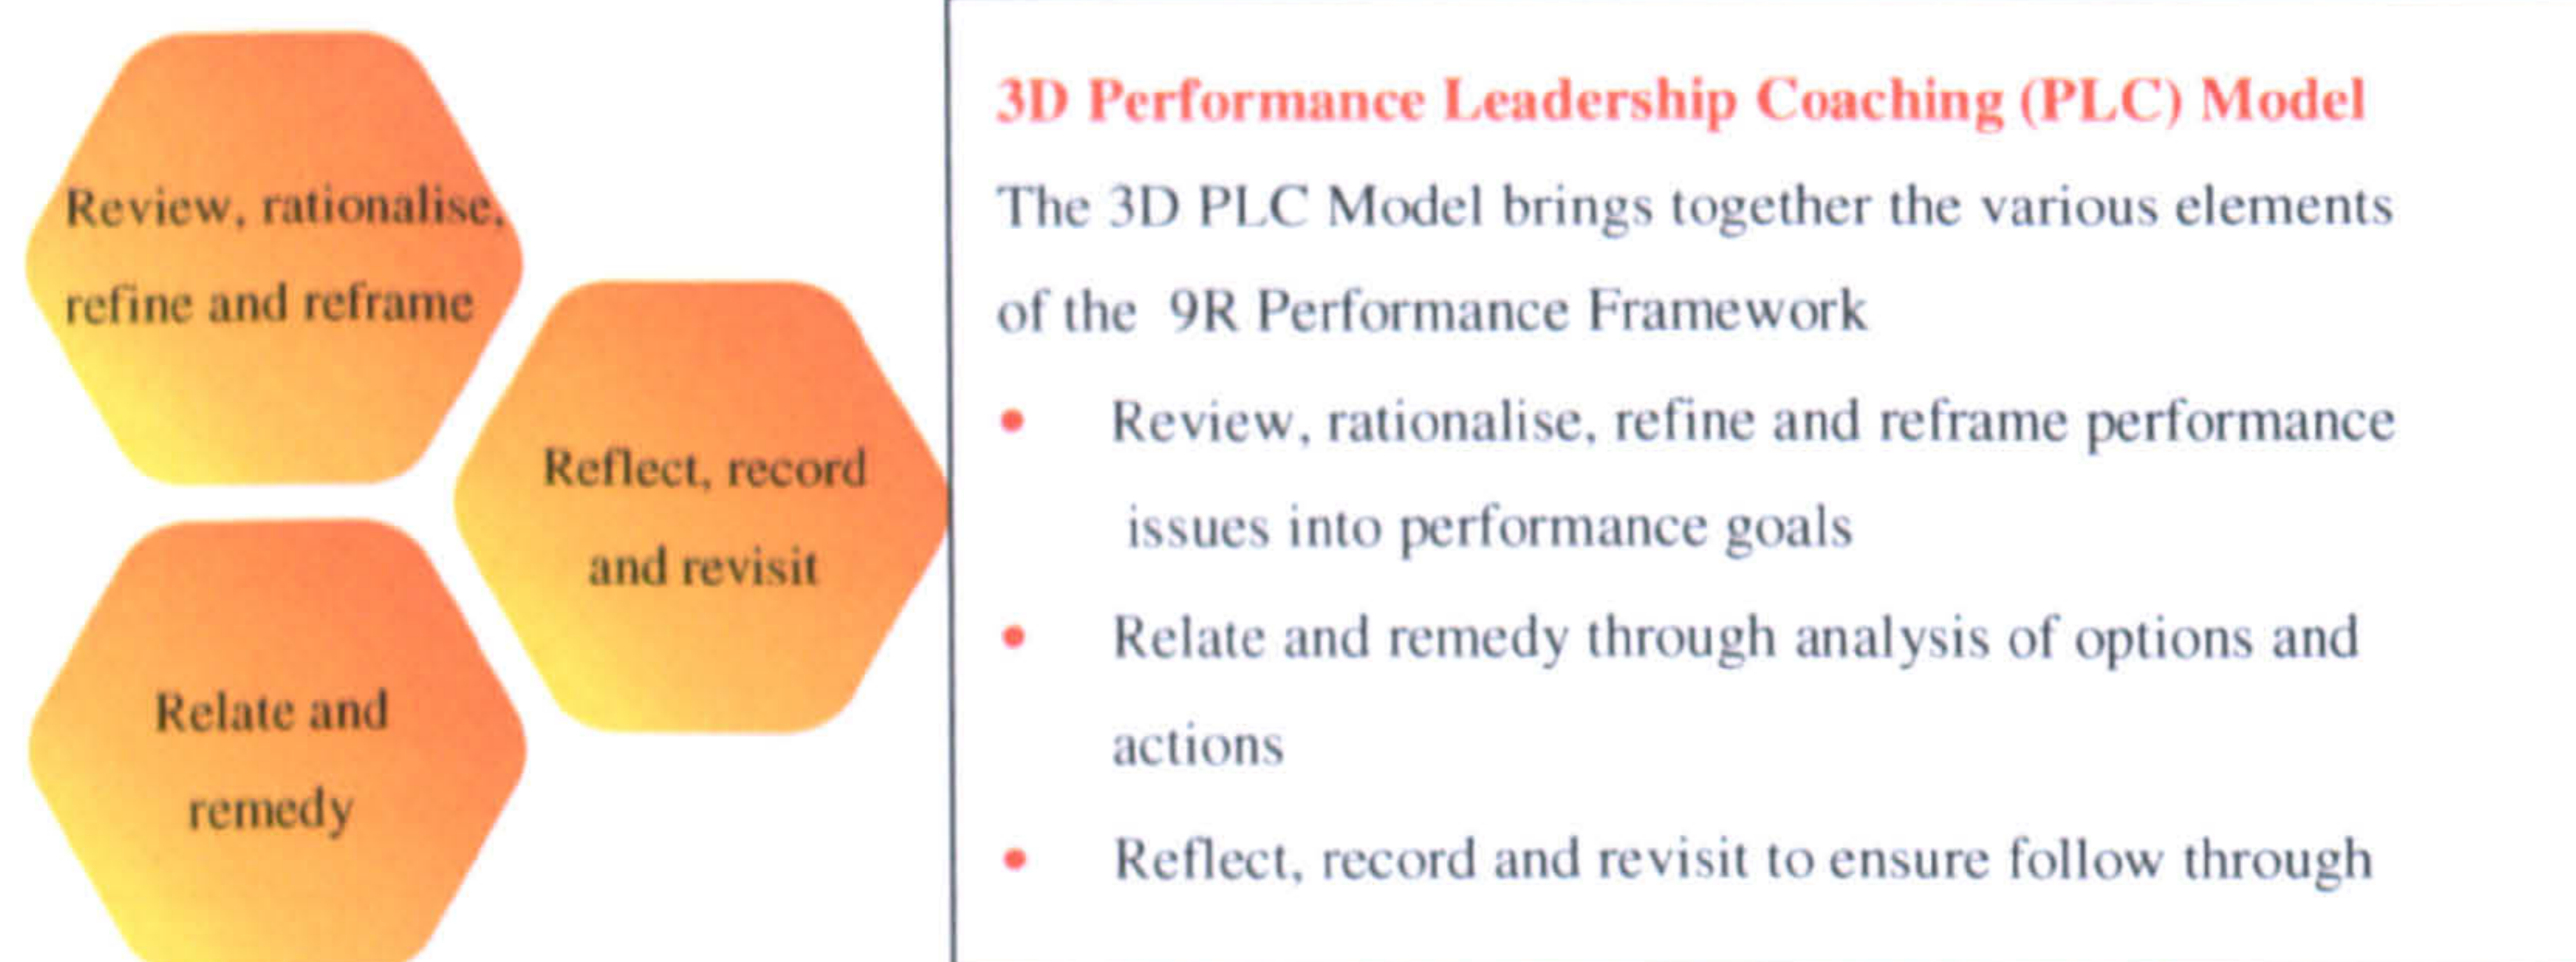 Review, rationalise,
refine and reframe
Reflect, record
and revisit
Relate and
remedy
3D Performance Leadership Coaching (PLC) Model
The 3D PLC Model brings together the various elements
of the 9R Performance Framework
• Review, rationalise, refine and reframe performance
issues into performance goals
• Relate and remedy through analysis of options and
actions
• Reflect, record and revisit to ensure follow through